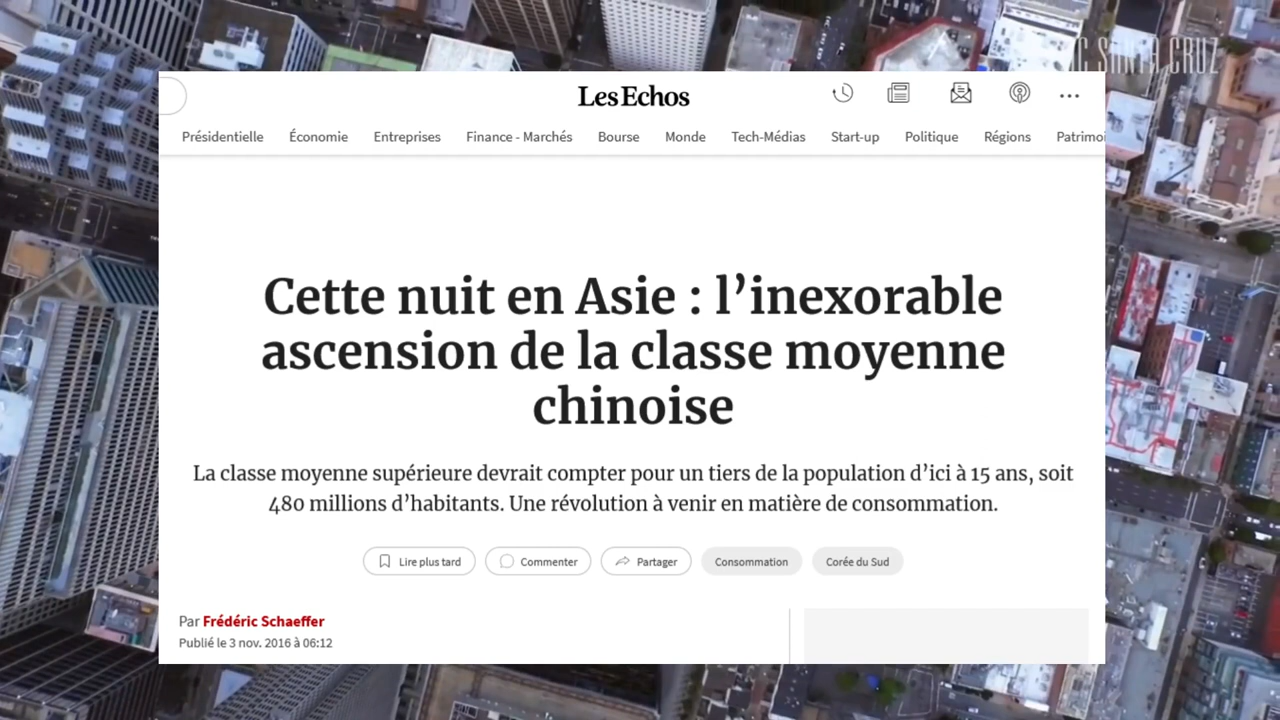 SANTA CRUZ
Les Echos
Présidentielle Économie Entreprises Finance - Marchés Bourse Monde Tech-Médias Start-up Politique Régions Patrimoi
Cette nuit en Asie : l’inexorable
ascension de la classe moyenne
chinoise
La classe moyenne supérieure devrait compter pour un tiers de la population d’ici à 15 ans, soit
480 millions d’habitants. Une révolution à venir en matière de consommation.
Lire plus tard Commenter Partager Consommation Corée du Sud
Par Frédéric Schaeffer
Publié le 3 nov. 2016 à 06:12